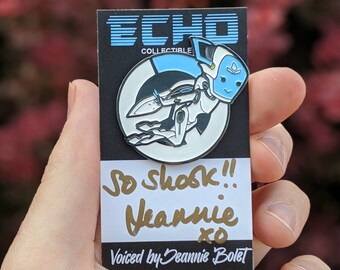 ECHO
COLLECTIBLE
So Shook!!
Jeannie
xo
Voiced by Jeannie Bolet